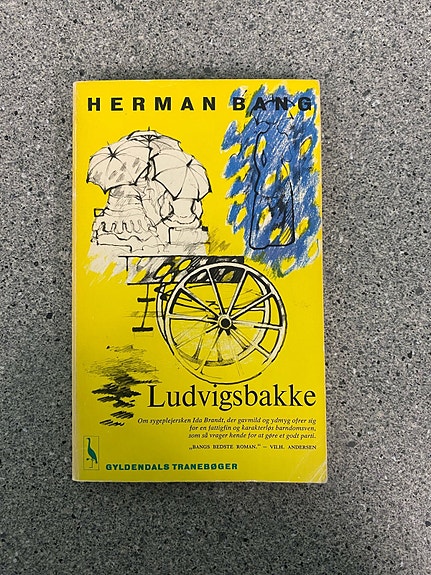 HERMAN BANG
Ludvigsbakke
Om sygeplejersken Ida Brandt, der gavmild og ydmyg ofrer sig
for en fattigfin og karakterløs barndomsven,
som så vrager hende for at gøre et godt parti.
„BANGS BEDSTE ROMAN.” – VILH. ANDERSEN
GYLDENDALS TRANEBØGER